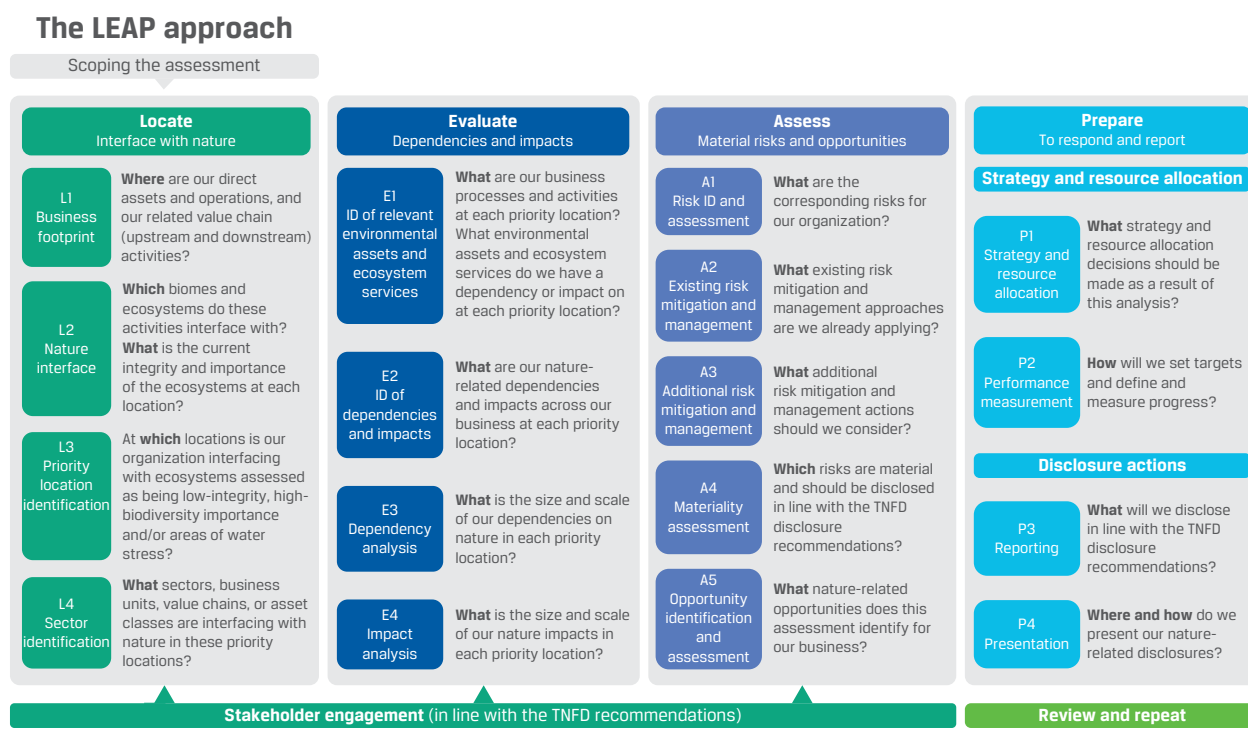 The LEAP approach
Scoping the assessment
Locate
Interface with nature
L1
Business
footprint
Where are our direct
assets and operations, and
our related value chain
(upstream and downstream)
activities?
L2
Nature
interface
Which biomes and
ecosystems do these
activities interface with?
What is the current
integrity and importance
of the ecosystems at each
location?
L3
Priority
location
identification
At which locations is our
organization interfacing
with ecosystems assessed
as being low-integrity, high-
biodiversity importance
and/or areas of water
stress?
L4
Sector
identification
What sectors, business
units, value chains, or asset
classes are interfacing with
nature in these priority
locations?
Evaluate
Dependencies and impacts
E1
ID of relevant
environmental
assets and
ecosystem
services
What are our business
processes and activities
at each priority location?
What environmental
assets and ecosystem
services do we have a
dependency or impact on
at each priority location?
E2
ID of
dependencies
and impacts
What are our nature-
related dependencies
and impacts across our
business at each priority
location?
E3
Dependency
analysis
What is the size and scale
of our dependencies on
nature in each priority
location?
E4
Impact
analysis
What is the size and scale
of our nature impacts in
each priority location?
Assess
Material risks and opportunities
A1
Risk ID and
assessment
What are the
corresponding risks for
our organization?
A2
Existing risk
mitigation and
management
What existing risk
mitigation and
management approaches
are we already applying?
A3
Additional risk
mitigation and
management
What additional
risk mitigation and
management actions
should we consider?
A4
Materiality
assessment
Which risks are material
and should be disclosed
in line with the TNFD
disclosure
recommendations?
A5
Opportunity
identification
and
assessment
What nature-related
opportunities does this
assessment identify for
our business?
Prepare
To respond and report
Strategy and resource allocation
P1
Strategy and
resource
allocation
What strategy and
resource allocation
decisions should be
made as a result of
this analysis?
P2
Performance
measurement
How will we set targets
and define and
measure progress?
Disclosure actions
P3
Reporting
What will we disclose
in line with the TNFD
disclosure
recommendations?
P4
Presentation
Where and how do we
present our nature-
related disclosures?
Stakeholder engagement (in line with the TNFD recommendations)
Review and repeat